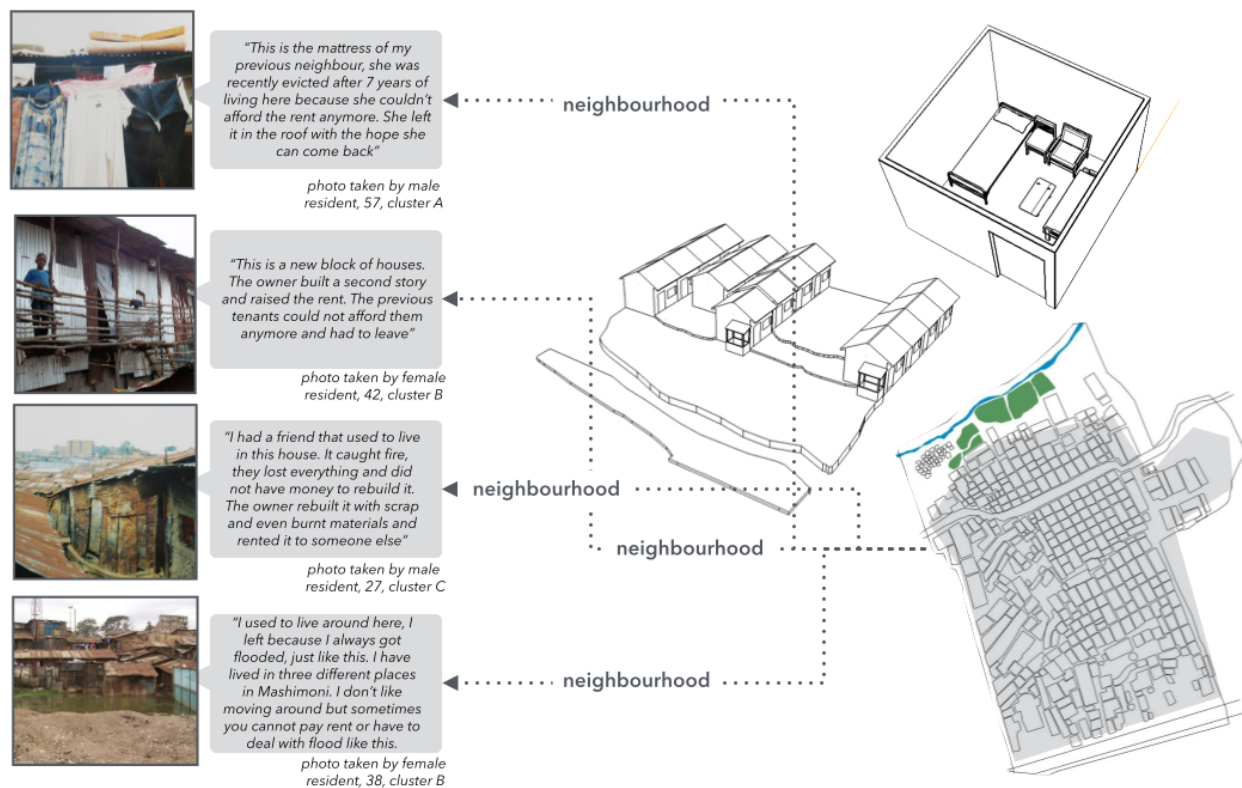 “This is the mattress of my
previous neighbour, she was
recently evicted after 7 years of
living here because she couldn’t
afford the rent anymore. She left
it in the roof with the hope she
can come back”
neighbourhood
photo taken by male
resident, 57, cluster A
“This is a new block of houses.
The owner built a second story
and raised the rent. The previous
tenants could not afford them
anymore and had to leave”
photo taken by female
resident, 42, cluster B
“I had a friend that used to live
in this house. It caught fire,
they lost everything and did
not have money to rebuild it.
The owner rebuilt it with scrap
and even burnt materials and
rented it to someone else”
neighbourhood
neighbourhood
photo taken by male
resident, 27, cluster C
“I used to live around here, I
left because I always got
flooded, just like this. I have
lived in three different places
in Mashimoni. I don’t like
moving around but sometimes
you cannot pay rent or have to
deal with flood like this.
neighbourhood
photo taken by female
resident, 38, cluster B